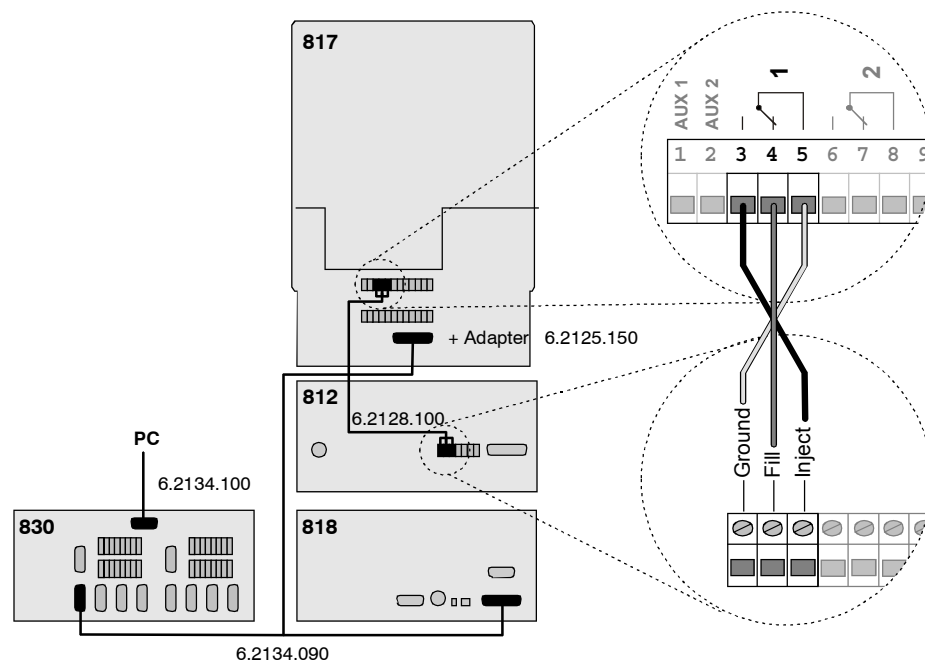 817
1
2
AUX 1
AUX 2
1 2 3 4 5 6 7 8 9
+ Adapter 6.2125.150
812
6.2128.100
Ground
Fill
Inject
PC
6.2134.100
830
818
6.2134.090